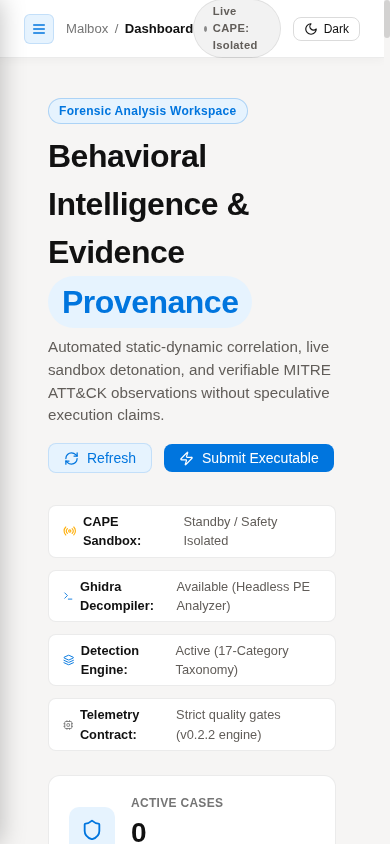 Malbox / Dashboard
Live
CAPE:
Isolated
Dark
Forensic Analysis Workspace
Behavioral
Intelligence &
Evidence
Provenance
Automated static-dynamic correlation, live
sandbox detonation, and verifiable MITRE
ATT&CK observations without speculative
execution claims.
Refresh
Submit Executable
CAPE
Sandbox:
Standby / Safety
Isolated
Ghidra
Decompiler:
Available (Headless PE
Analyzer)
Detection
Engine:
Active (17-Category
Taxonomy)
Telemetry
Contract:
Strict quality gates
(v0.2.2 engine)
ACTIVE CASES
0